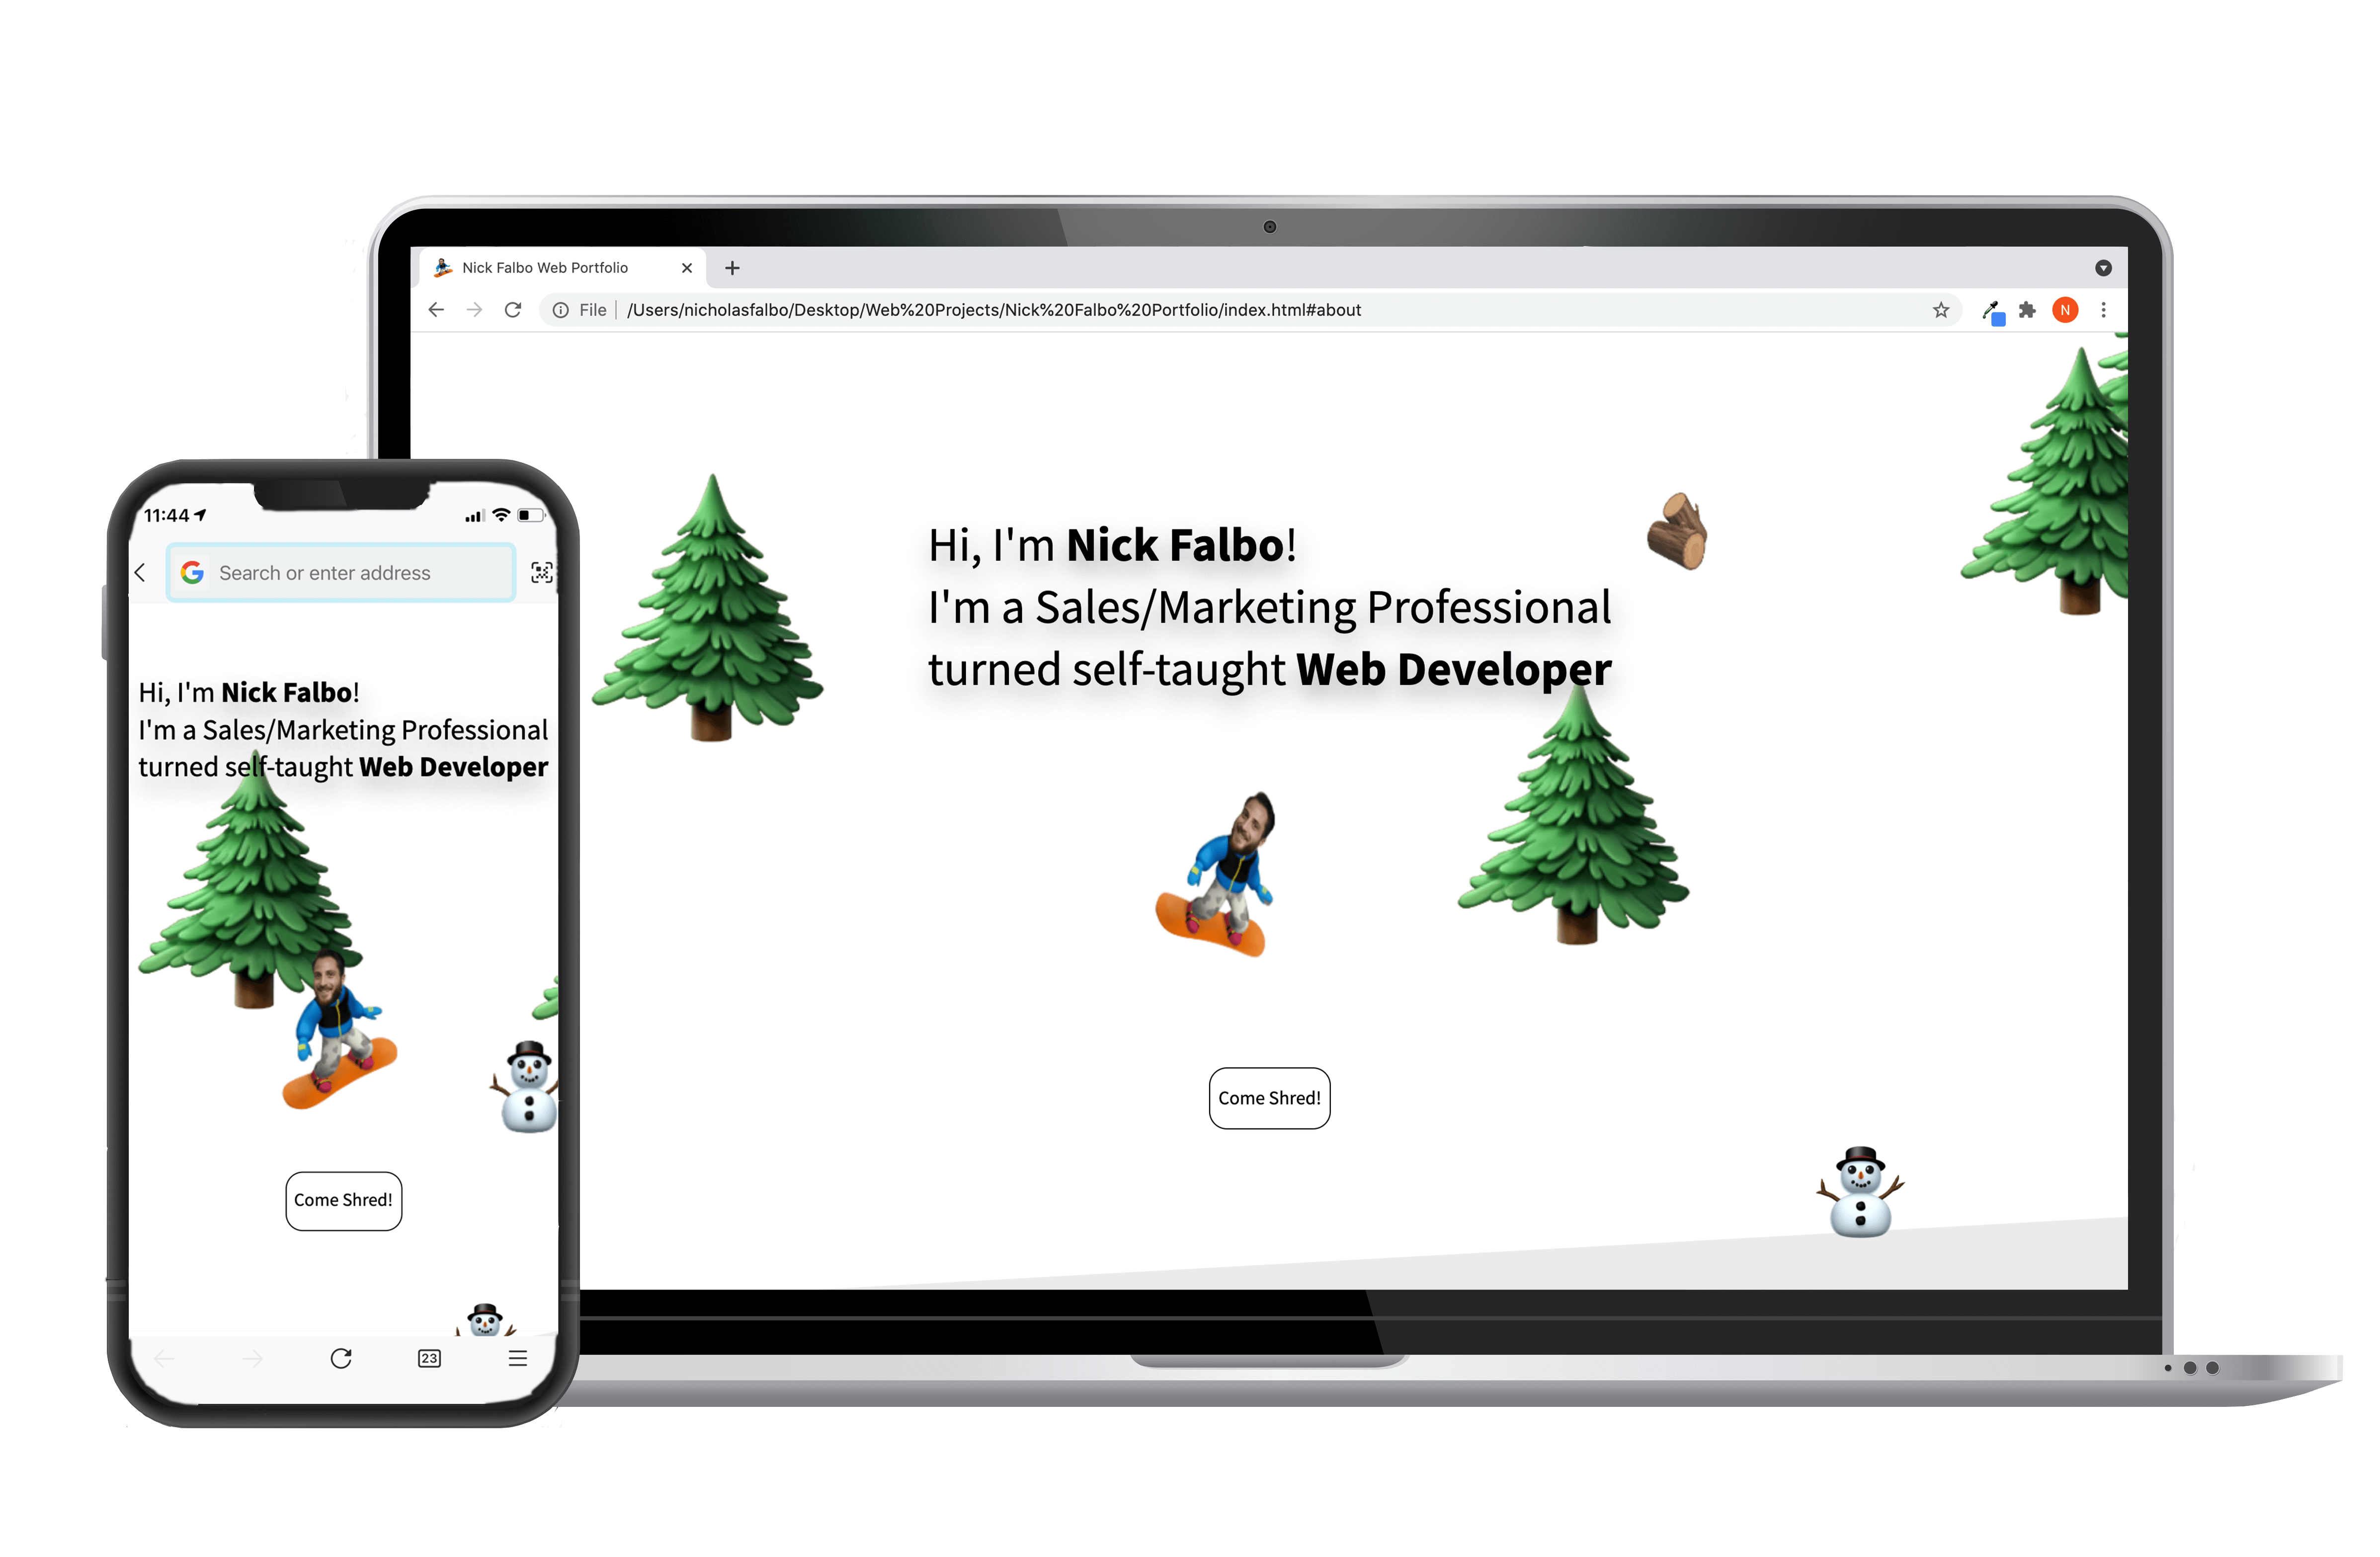 Nick Falbo Web Portfolio
File | /Users/nicholasfalbo/Desktop/Web%20Projects/Nick%20Falbo%20Portfolio/index.html#about
N
Hi, I'm Nick Falbo!
I'm a Sales/Marketing Professional
turned self-taught Web Developer
Come Shred!
11:44
G
Search or enter address
Hi, I'm Nick Falbo!
I'm a Sales/Marketing Professional
turned self-taught Web Developer
Come Shred!
23